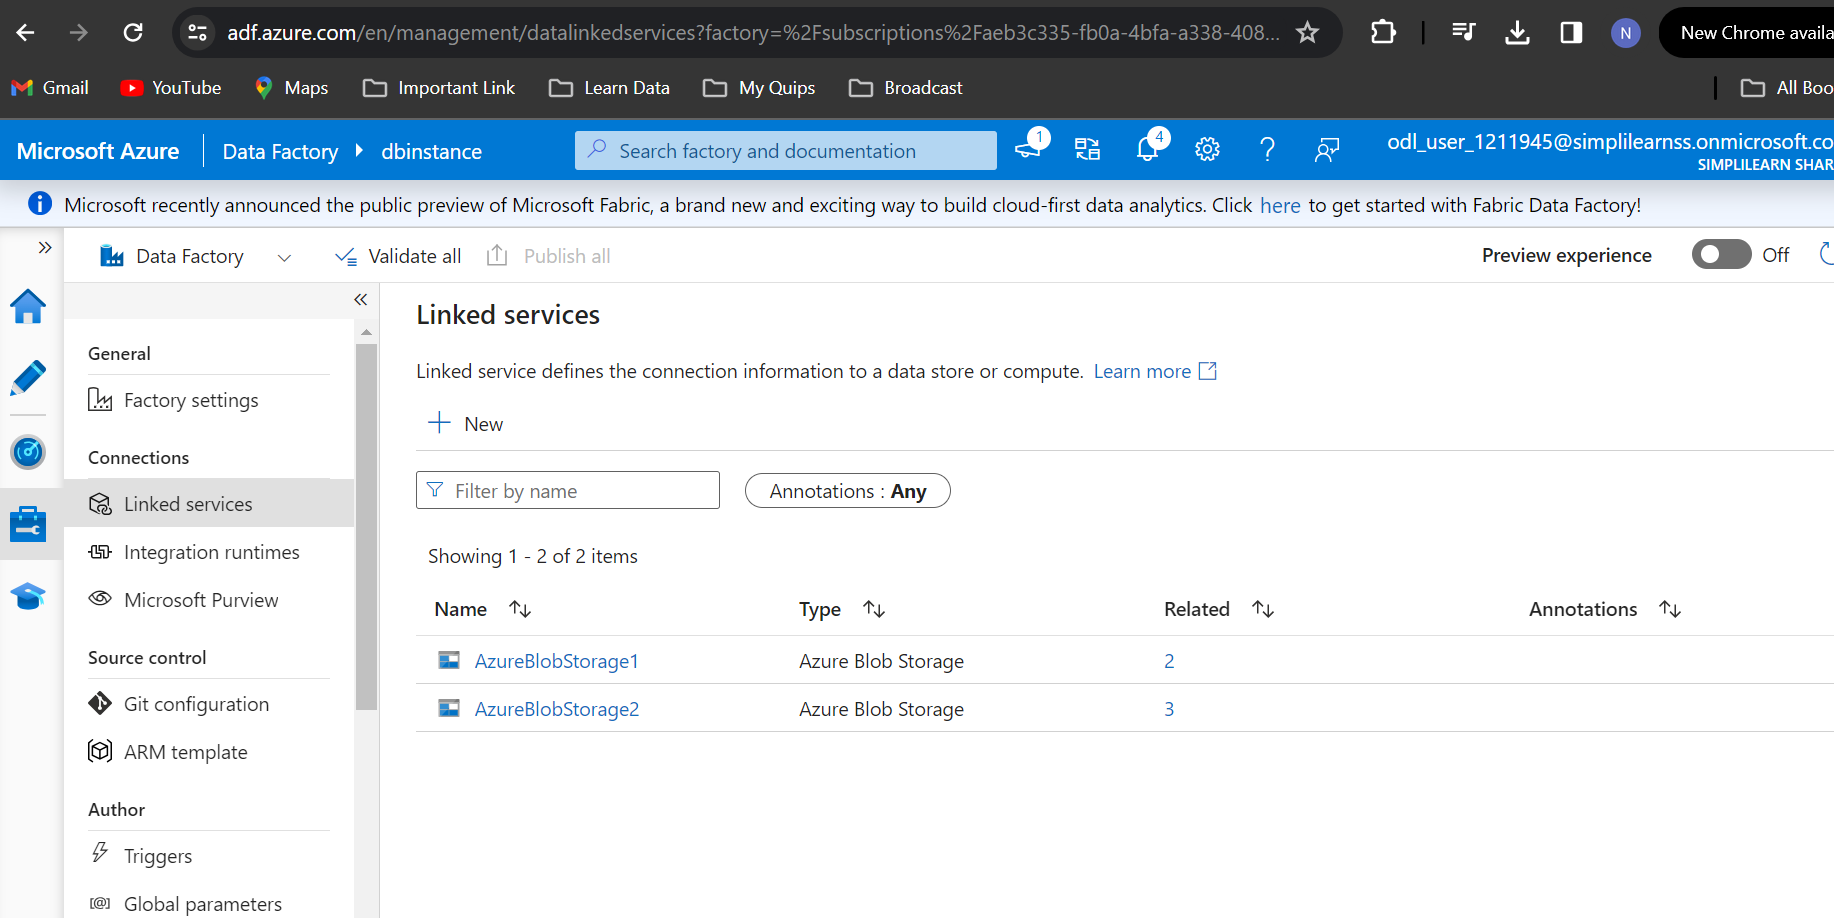 adf.azure.com/en/management/datalinkedservices?factory=%2Fsubscriptions%2Faeb3c335-fb0a-4bfa-a338-408...
N
New Chrome availa
Gmail
YouTube
Maps
Important Link
Learn Data
My Quips
Broadcast
All Boo
Microsoft Azure
Data Factory
dbinstance
Search factory and documentation
1
4
odl_user_1211945@simplilearnss.onmicrosoft.co
SIMPLILEARN SHAR
Microsoft recently announced the public preview of Microsoft Fabric, a brand new and exciting way to build cloud-first data analytics. Click here to get started with Fabric Data Factory!
Data Factory
Validate all
Publish all
Preview experience
Off
General
Factory settings
Connections
Linked services
Integration runtimes
Microsoft Purview
Source control
Git configuration
ARM template
Author
Triggers
Global parameters
Linked services
Linked service defines the connection information to a data store or compute. Learn more
New
Filter by name
Annotations : Any
Showing 1 - 2 of 2 items
Name Type Related Annotations
AzureBlobStorage1 Azure Blob Storage 2
AzureBlobStorage2 Azure Blob Storage 3